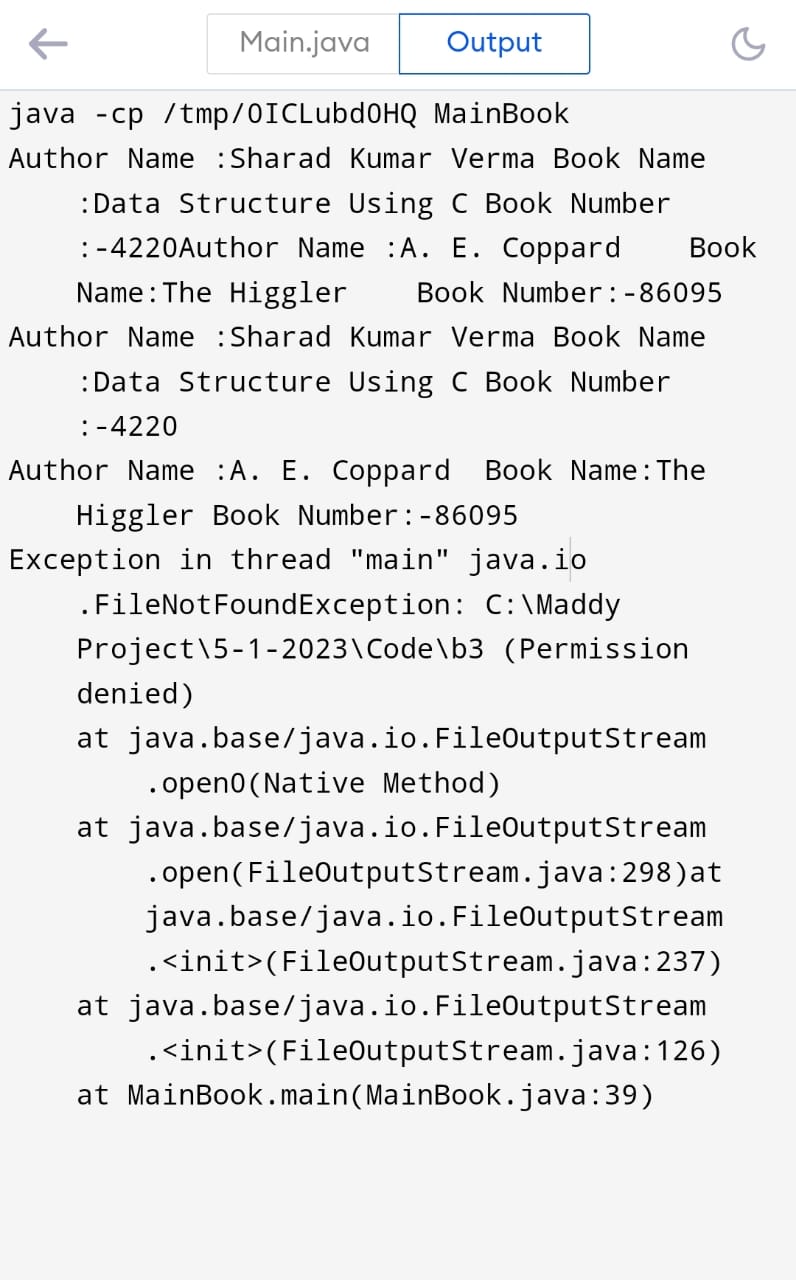 Main.java Output
java -cp /tmp/0ICLubd0HQ MainBook
Author Name :Sharad Kumar Verma Book Name
:Data Structure Using C Book Number
:-4220Author Name :A. E. Coppard    Book
Name:The Higgler    Book Number:-86095
Author Name :Sharad Kumar Verma Book Name
:Data Structure Using C Book Number
:-4220
Author Name :A. E. Coppard  Book Name:The
Higgler Book Number:-86095
Exception in thread "main" java.io
.FileNotFoundException: C:\Maddy
Project\5-1-2023\Code\b3 (Permission
denied)
at java.base/java.io.FileOutputStream
.open0(Native Method)
at java.base/java.io.FileOutputStream
.open(FileOutputStream.java:298)at
java.base/java.io.FileOutputStream
.<init>(FileOutputStream.java:237)
at java.base/java.io.FileOutputStream
.<init>(FileOutputStream.java:126)
at MainBook.main(MainBook.java:39)